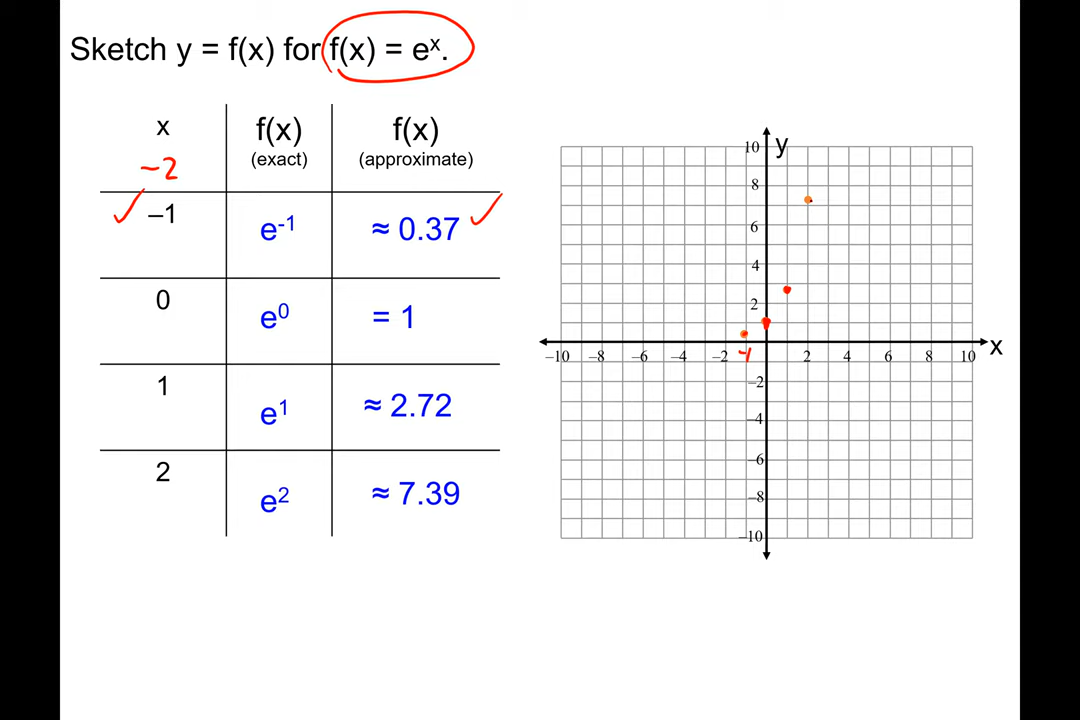 Sketch y = f(x) for f(x) = eˣ.
x f(x) f(x)
(exact) (approximate)
−2
✓ –1 e⁻¹ ≈ 0.37 ✓
0 e⁰ = 1
1 e¹ ≈ 2.72
2 e² ≈ 7.39
10 y
8
6
4
2
–10 –8 –6 –4 –2 2 4 6 8 10 x
-1
–2
–4
–6
–8
–10